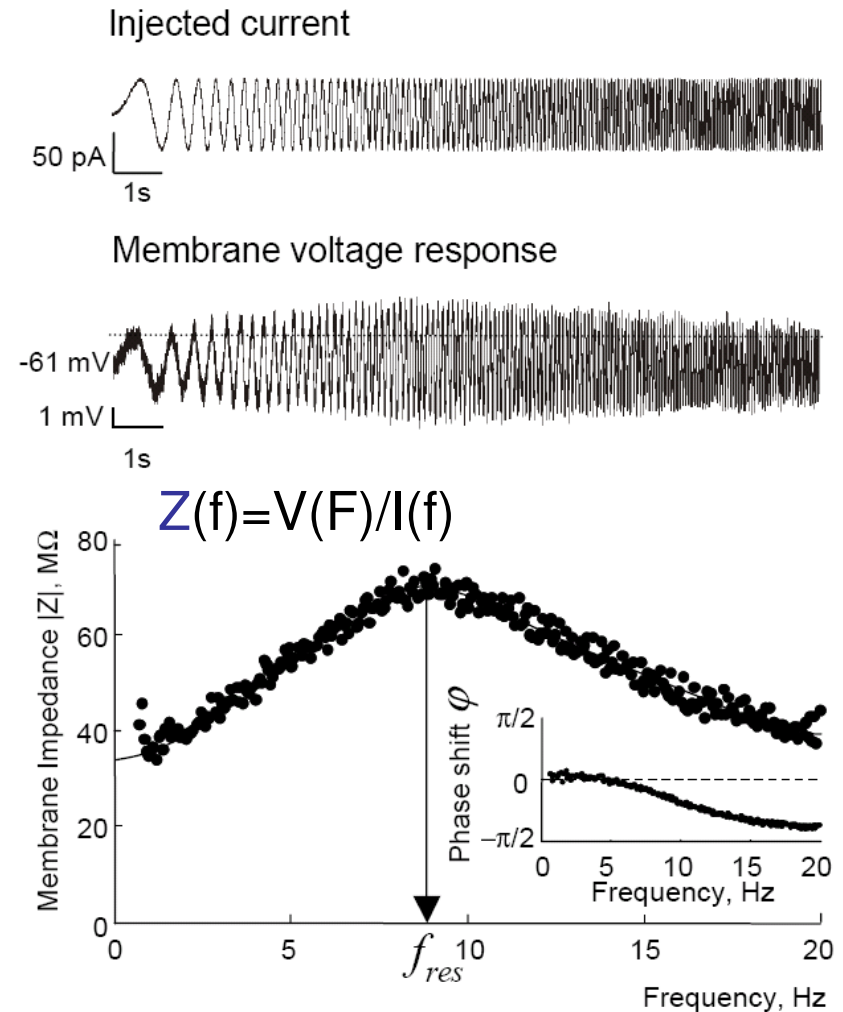 Injected current
50 pA
1s
Membrane voltage response
-61 mV
1 mV
1s
Z(f)=V(F)/I(f)
Membrane Impedance |Z|, MΩ
80
60
40
20
0
0
5
10
15
20
f res
Frequency, Hz
Phase shift φ
π/2
0
−π/2
0
5
10
15
20
Frequency, Hz